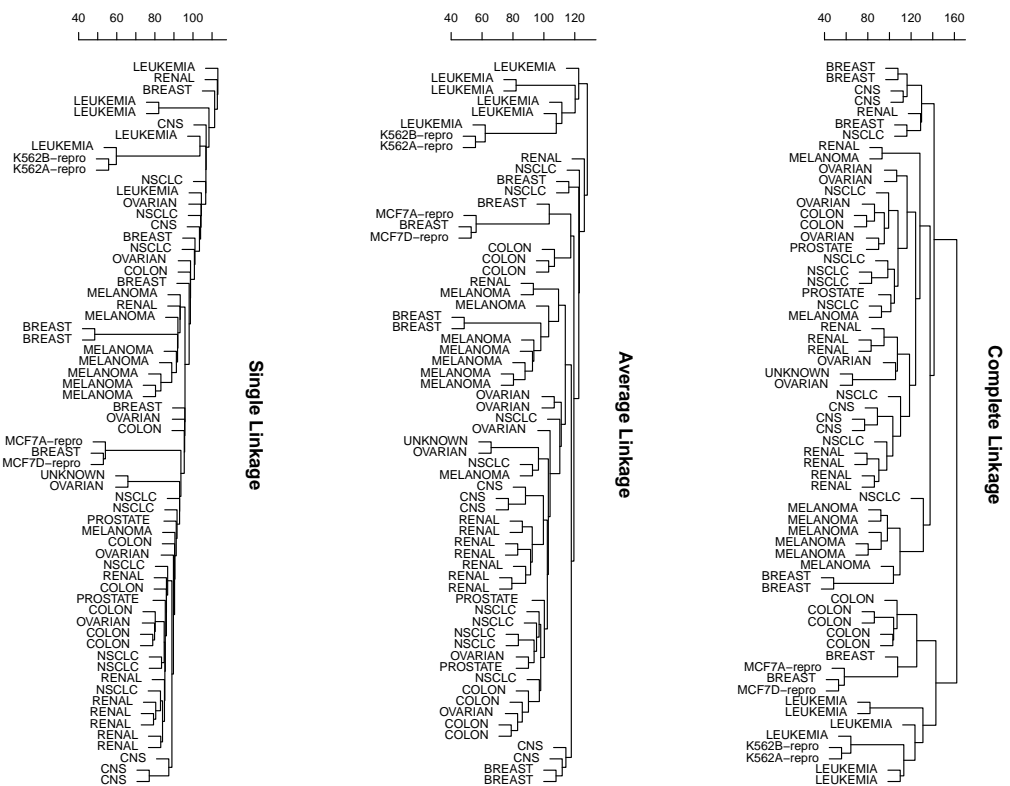 40 60 80 100
LEUKEMIA
RENAL
BREAST
LEUKEMIA
LEUKEMIA
CNS
LEUKEMIA
LEUKEMIA
K562B−repro
K562A−repro
NSCLC
LEUKEMIA
OVARIAN
NSCLC
CNS
BREAST
NSCLC
OVARIAN
COLON
BREAST
MELANOMA
RENAL
MELANOMA
BREAST
BREAST
MELANOMA
MELANOMA
MELANOMA
MELANOMA
MELANOMA
BREAST
OVARIAN
COLON
MCF7A−repro
BREAST
MCF7D−repro
UNKNOWN
OVARIAN
NSCLC
NSCLC
PROSTATE
MELANOMA
COLON
OVARIAN
NSCLC
RENAL
COLON
PROSTATE
COLON
OVARIAN
COLON
COLON
NSCLC
NSCLC
RENAL
NSCLC
RENAL
RENAL
RENAL
RENAL
RENAL
CNS
CNS
CNS
Single Linkage
40 60 80 100 120
LEUKEMIA
LEUKEMIA
LEUKEMIA
LEUKEMIA
LEUKEMIA
LEUKEMIA
K562B−repro
K562A−repro
RENAL
NSCLC
BREAST
NSCLC
BREAST
MCF7A−repro
BREAST
MCF7D−repro
COLON
COLON
COLON
RENAL
MELANOMA
MELANOMA
BREAST
BREAST
MELANOMA
MELANOMA
MELANOMA
MELANOMA
MELANOMA
OVARIAN
OVARIAN
NSCLC
OVARIAN
UNKNOWN
OVARIAN
NSCLC
MELANOMA
CNS
CNS
CNS
RENAL
RENAL
RENAL
RENAL
RENAL
RENAL
RENAL
PROSTATE
NSCLC
NSCLC
NSCLC
NSCLC
OVARIAN
PROSTATE
NSCLC
COLON
COLON
OVARIAN
COLON
COLON
CNS
CNS
BREAST
BREAST
Average Linkage
40 80 120 160
BREAST
BREAST
CNS
CNS
RENAL
BREAST
NSCLC
RENAL
MELANOMA
OVARIAN
OVARIAN
NSCLC
OVARIAN
COLON
COLON
OVARIAN
PROSTATE
NSCLC
NSCLC
NSCLC
PROSTATE
NSCLC
MELANOMA
RENAL
RENAL
RENAL
OVARIAN
UNKNOWN
OVARIAN
NSCLC
CNS
CNS
CNS
NSCLC
RENAL
RENAL
RENAL
RENAL
NSCLC
MELANOMA
MELANOMA
MELANOMA
MELANOMA
MELANOMA
MELANOMA
BREAST
BREAST
COLON
COLON
COLON
COLON
COLON
BREAST
MCF7A−repro
BREAST
MCF7D−repro
LEUKEMIA
LEUKEMIA
LEUKEMIA
LEUKEMIA
K562B−repro
K562A−repro
LEUKEMIA
LEUKEMIA
Complete Linkage